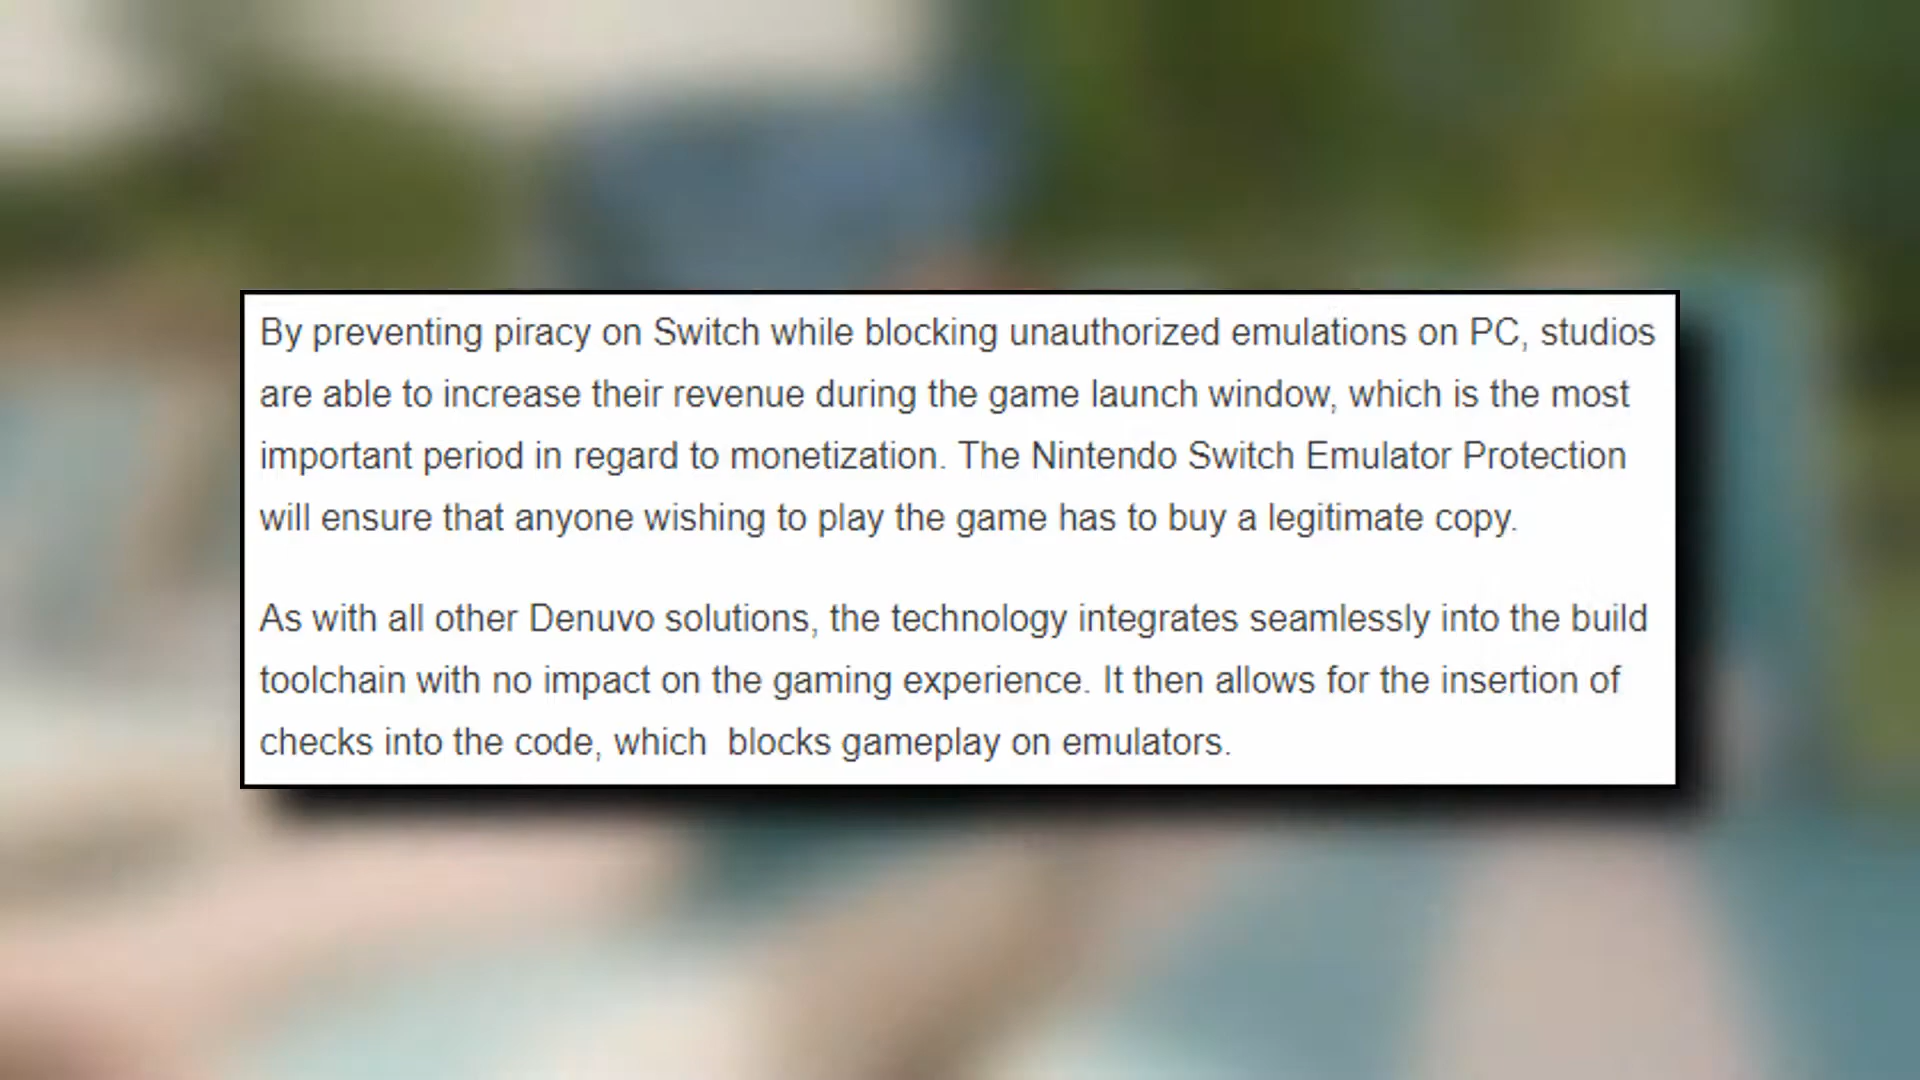 By preventing piracy on Switch while blocking unauthorized emulations on PC, studios
are able to increase their revenue during the game launch window, which is the most
important period in regard to monetization. The Nintendo Switch Emulator Protection
will ensure that anyone wishing to play the game has to buy a legitimate copy.
As with all other Denuvo solutions, the technology integrates seamlessly into the build
toolchain with no impact on the gaming experience. It then allows for the insertion of
checks into the code, which  blocks gameplay on emulators.